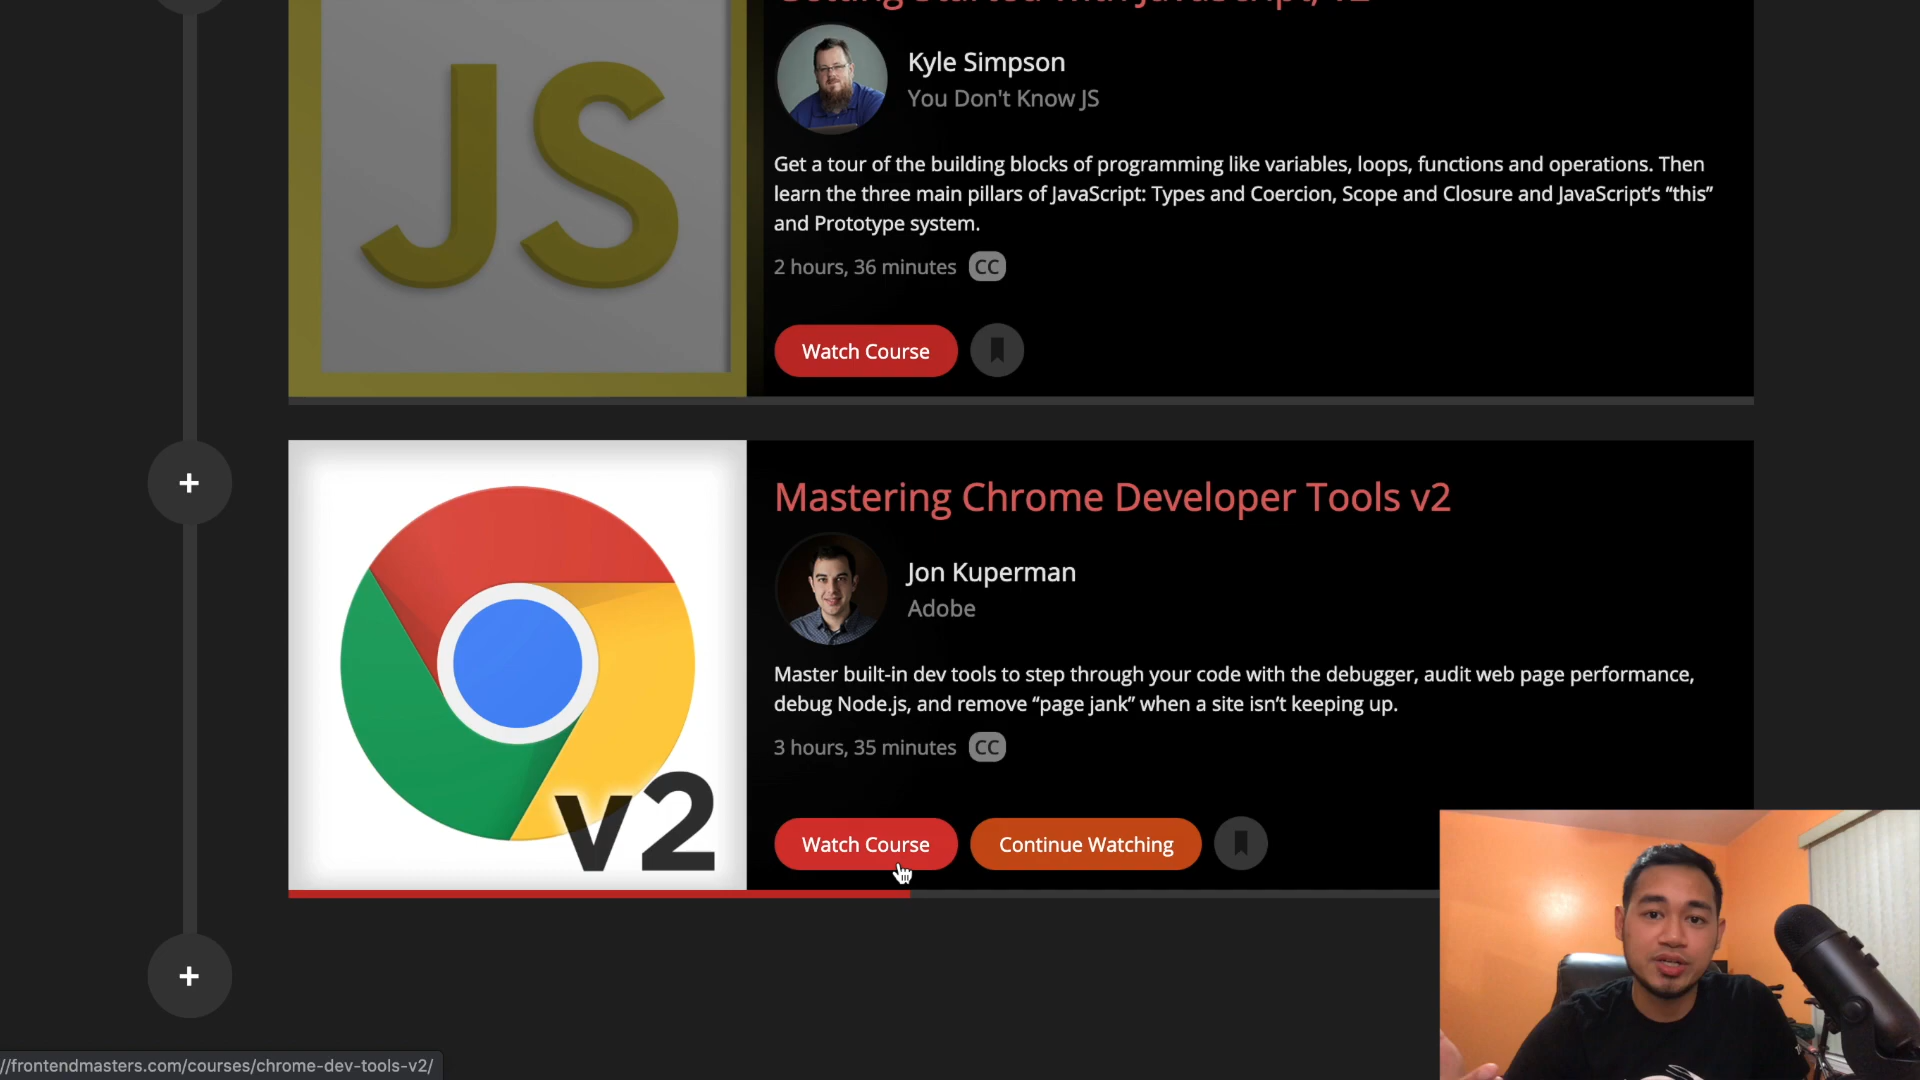 Getting Started with JavaScript, v2
JS
Kyle Simpson
You Don't Know JS
Get a tour of the building blocks of programming like variables, loops, functions and operations. Then
learn the three main pillars of JavaScript: Types and Coercion, Scope and Closure and JavaScript's “this”
and Prototype system.
2 hours, 36 minutes CC
Watch Course
Mastering Chrome Developer Tools v2
Jon Kuperman
Adobe
Master built-in dev tools to step through your code with the debugger, audit web page performance,
debug Node.js, and remove “page jank” when a site isn’t keeping up.
3 hours, 35 minutes CC
v2
Watch Course
Continue Watching
//frontendmasters.com/courses/chrome-dev-tools-v2/